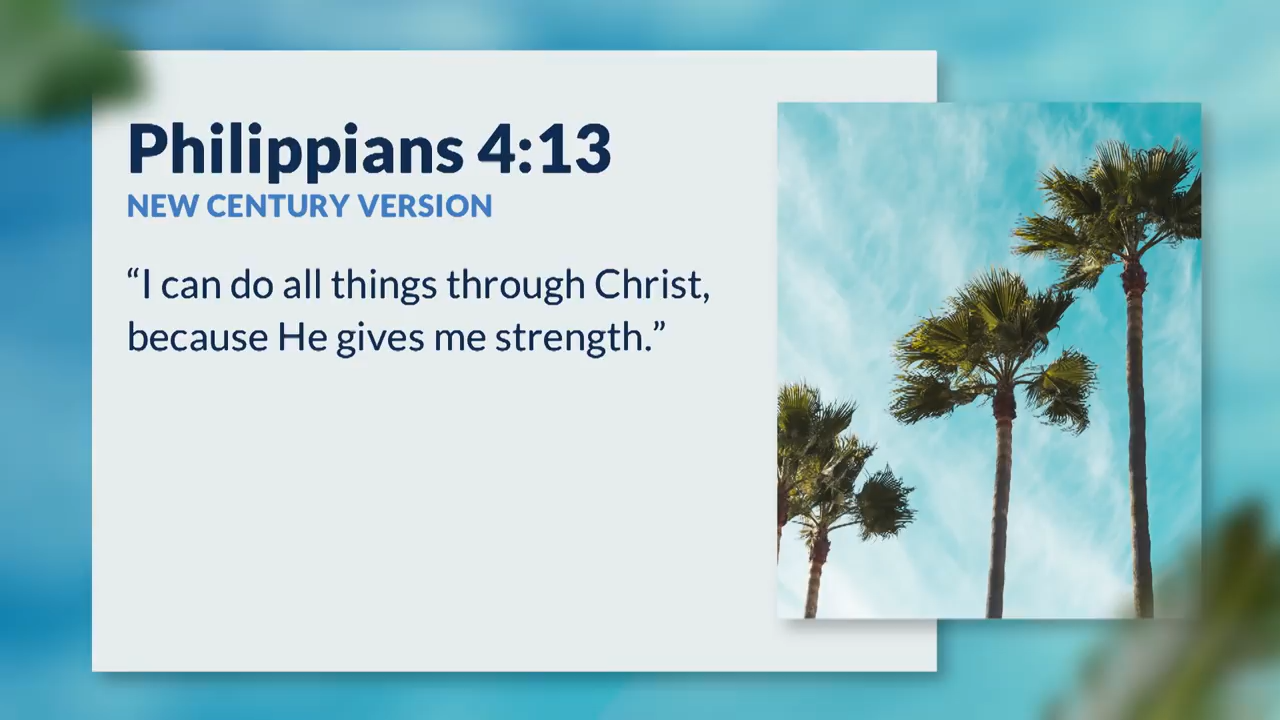 Philippians 4:13
NEW CENTURY VERSION
“I can do all things through Christ,
because He gives me strength.”